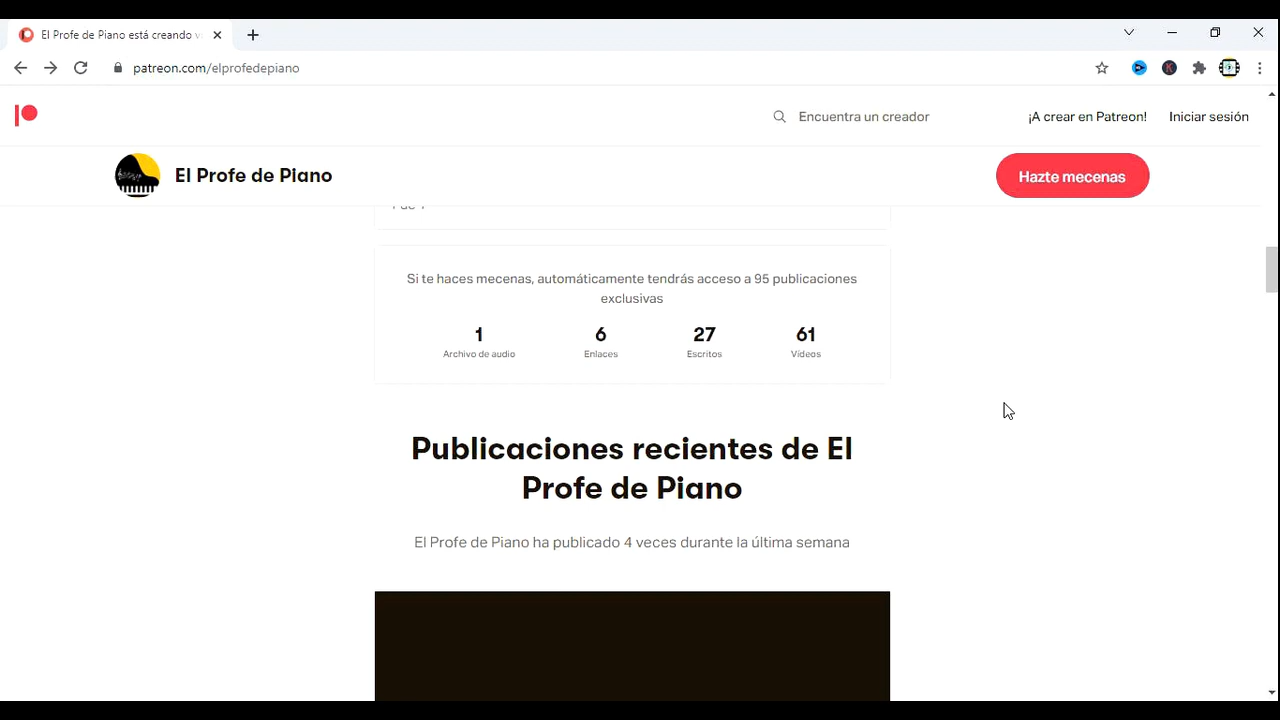 El Profe de Piano está creando v
patreon.com/elprofedepiano
Encuentra un creador
¡A crear en Patreon!
Iniciar sesión
El Profe de Piano
Hazte mecenas
Si te haces mecenas, automáticamente tendrás acceso a 95 publicaciones
exclusivas
1
6
27
61
Archivo de audio
Enlaces
Escritos
Vídeos
Publicaciones recientes de El
Profe de Piano
El Profe de Piano ha publicado 4 veces durante la última semana